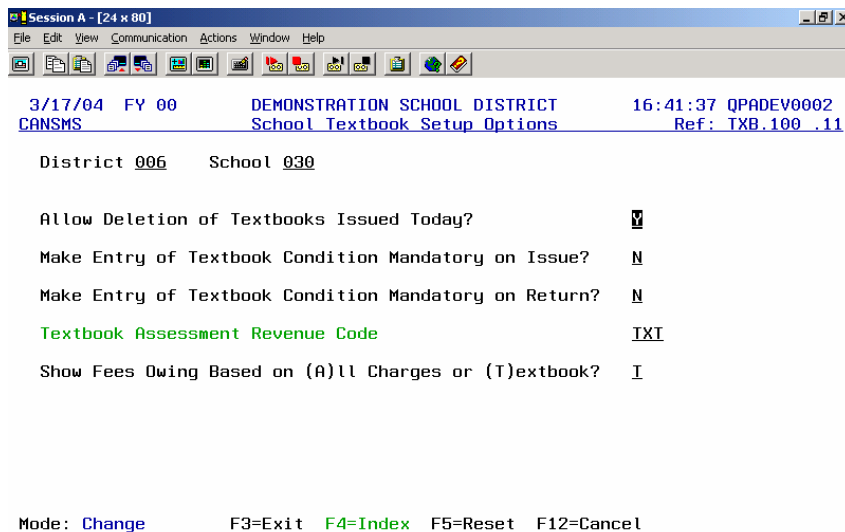 Session A - [24 x 80]
File Edit View Communication Actions Window Help
3/17/04 FY 00 DEMONSTRATION SCHOOL DISTRICT 16:41:37 QPADEV0002
CANSMS School Textbook Setup Options Ref: TXB.100 .11
District 006 School 030
Allow Deletion of Textbooks Issued Today? Y
Make Entry of Textbook Condition Mandatory on Issue? N
Make Entry of Textbook Condition Mandatory on Return? N
Textbook Assessment Revenue Code TXT
Show Fees Owing Based on (A)ll Charges or (T)extbook? T
Mode: Change F3=Exit F4=Index F5=Reset F12=Cancel